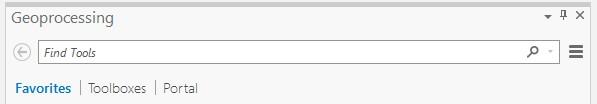 Geoprocessing
Find Tools
Favorites | Toolboxes | Portal